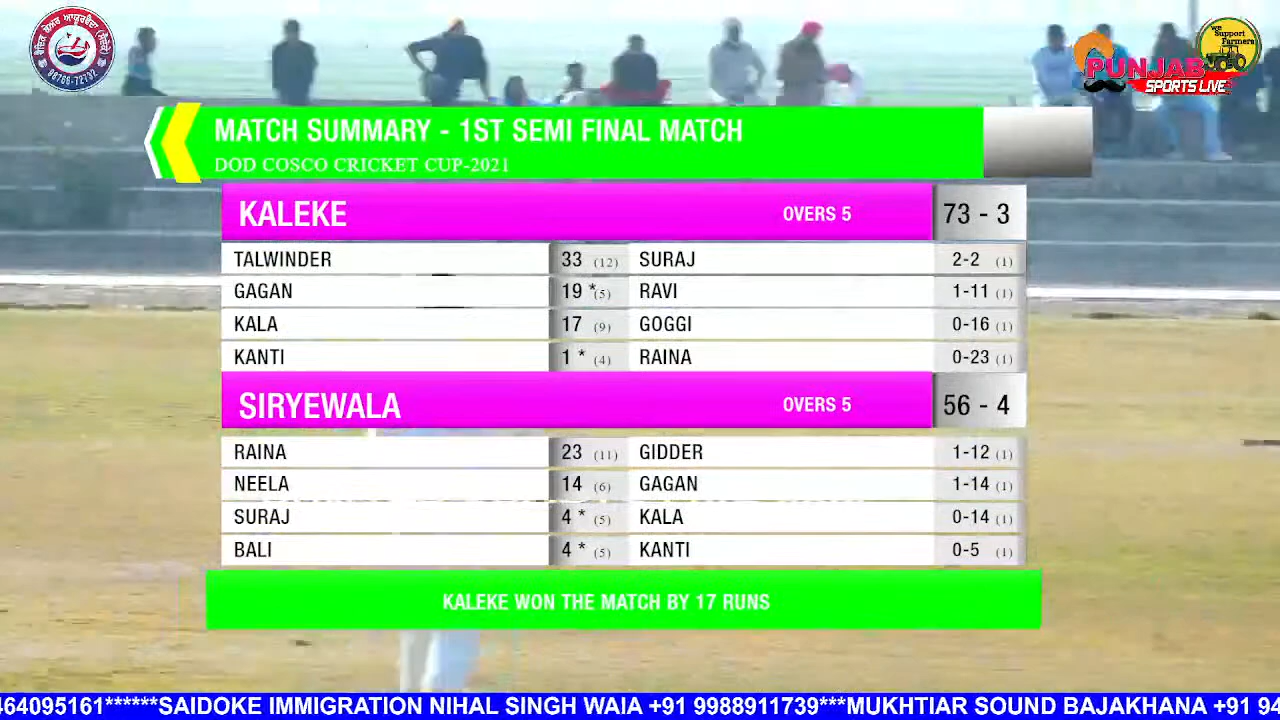 we
Support
Farmers
PUNJAB
SPORTS LIVE
98786-72792
MATCH SUMMARY - 1ST SEMI FINAL MATCH
DOD COSCO CRICKET CUP-2021
KALEKE OVERS 5 73 - 3
TALWINDER 33 (12) SURAJ 2-2 (1)
GAGAN 19 *(5) RAVI 1-11 (1)
KALA 17 (9) GOGGI 0-16 (1)
KANTI 1 * (4) RAINA 0-23 (1)
SIRYEWALA OVERS 5 56 - 4
RAINA 23 (11) GIDDER 1-12 (1)
NEELA 14 (6) GAGAN 1-14 (1)
SURAJ 4 * (5) KALA 0-14 (1)
BALI 4 * (5) KANTI 0-5 (1)
KALEKE WON THE MATCH BY 17 RUNS
464095161******SAIDOKE IMMIGRATION NIHAL SINGH WAIA +91 9988911739***MUKHTIAR SOUND BAJAKHANA +91 94